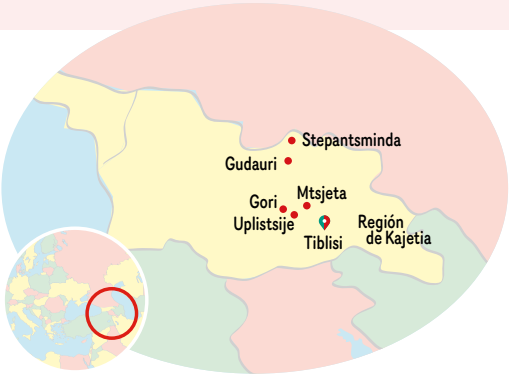 Stepantsminda
Gudauri
Mtsjeta
Gori
Uplistsije
Tiblisi
Región
de Kajetia